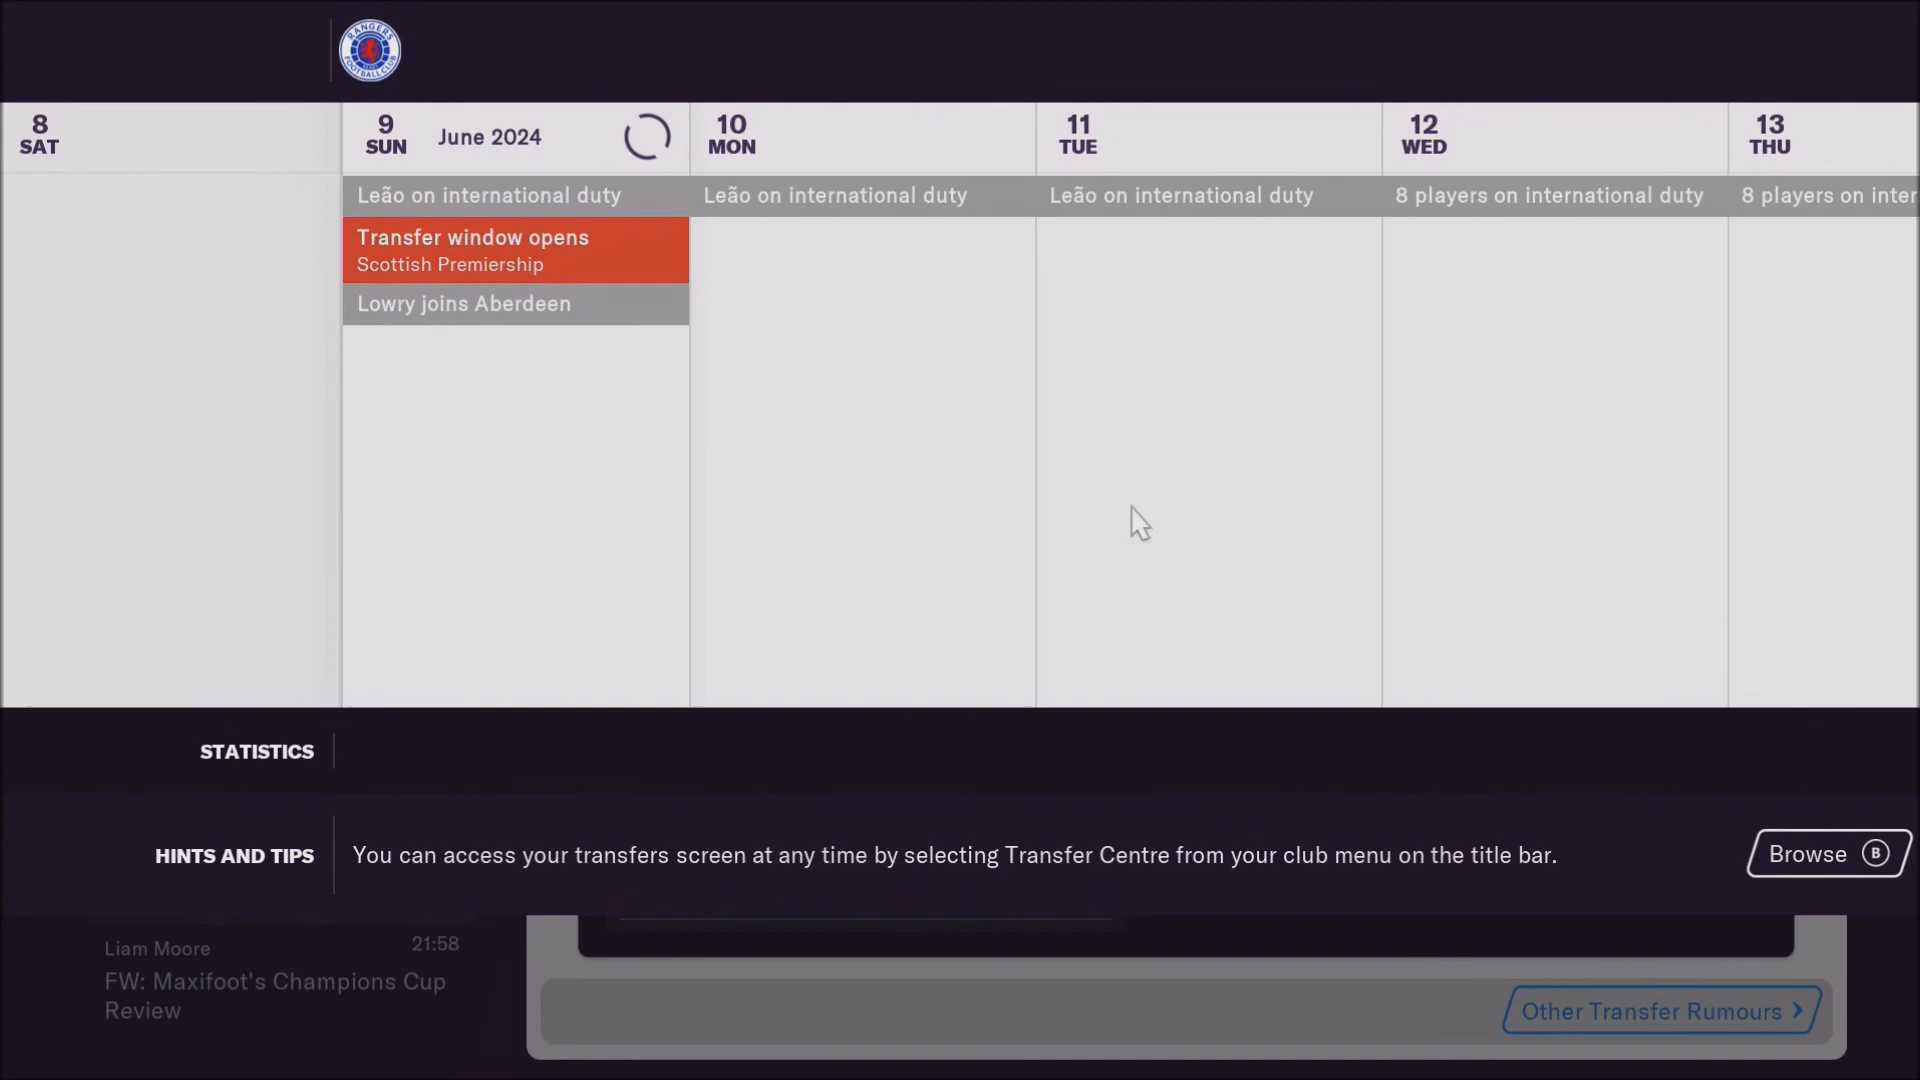 RANGERS
FOOTBALL CLUB
8
SAT
9
SUN
June 2024
10
MON
11
TUE
12
WED
13
THU
Leão on international duty
Leão on international duty
Leão on international duty
8 players on international duty
8 players on inter
Transfer window opens
Scottish Premiership
Lowry joins Aberdeen
STATISTICS
HINTS AND TIPS
You can access your transfers screen at any time by selecting Transfer Centre from your club menu on the title bar.
Browse B
Liam Moore
21:58
FW: Maxifoot's Champions Cup
Review
Other Transfer Rumours >